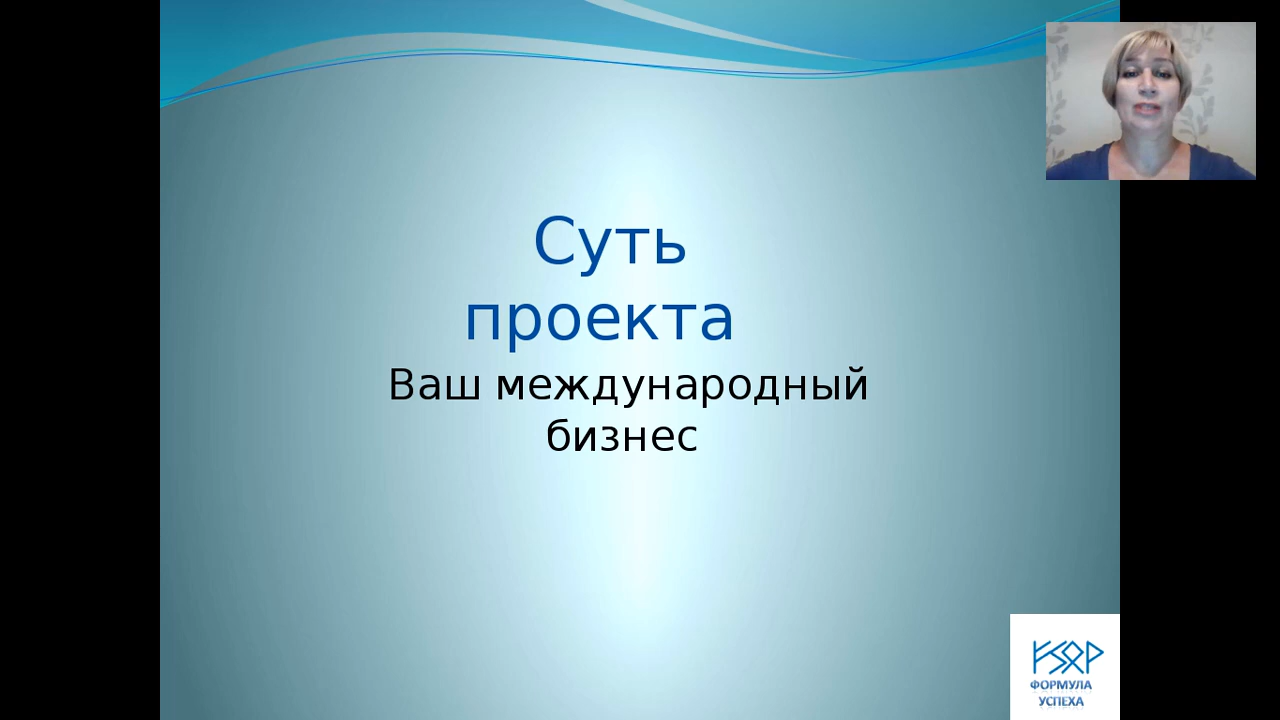 Суть
проекта
Ваш международный
бизнес
ФОРМУЛА
УСПЕХА